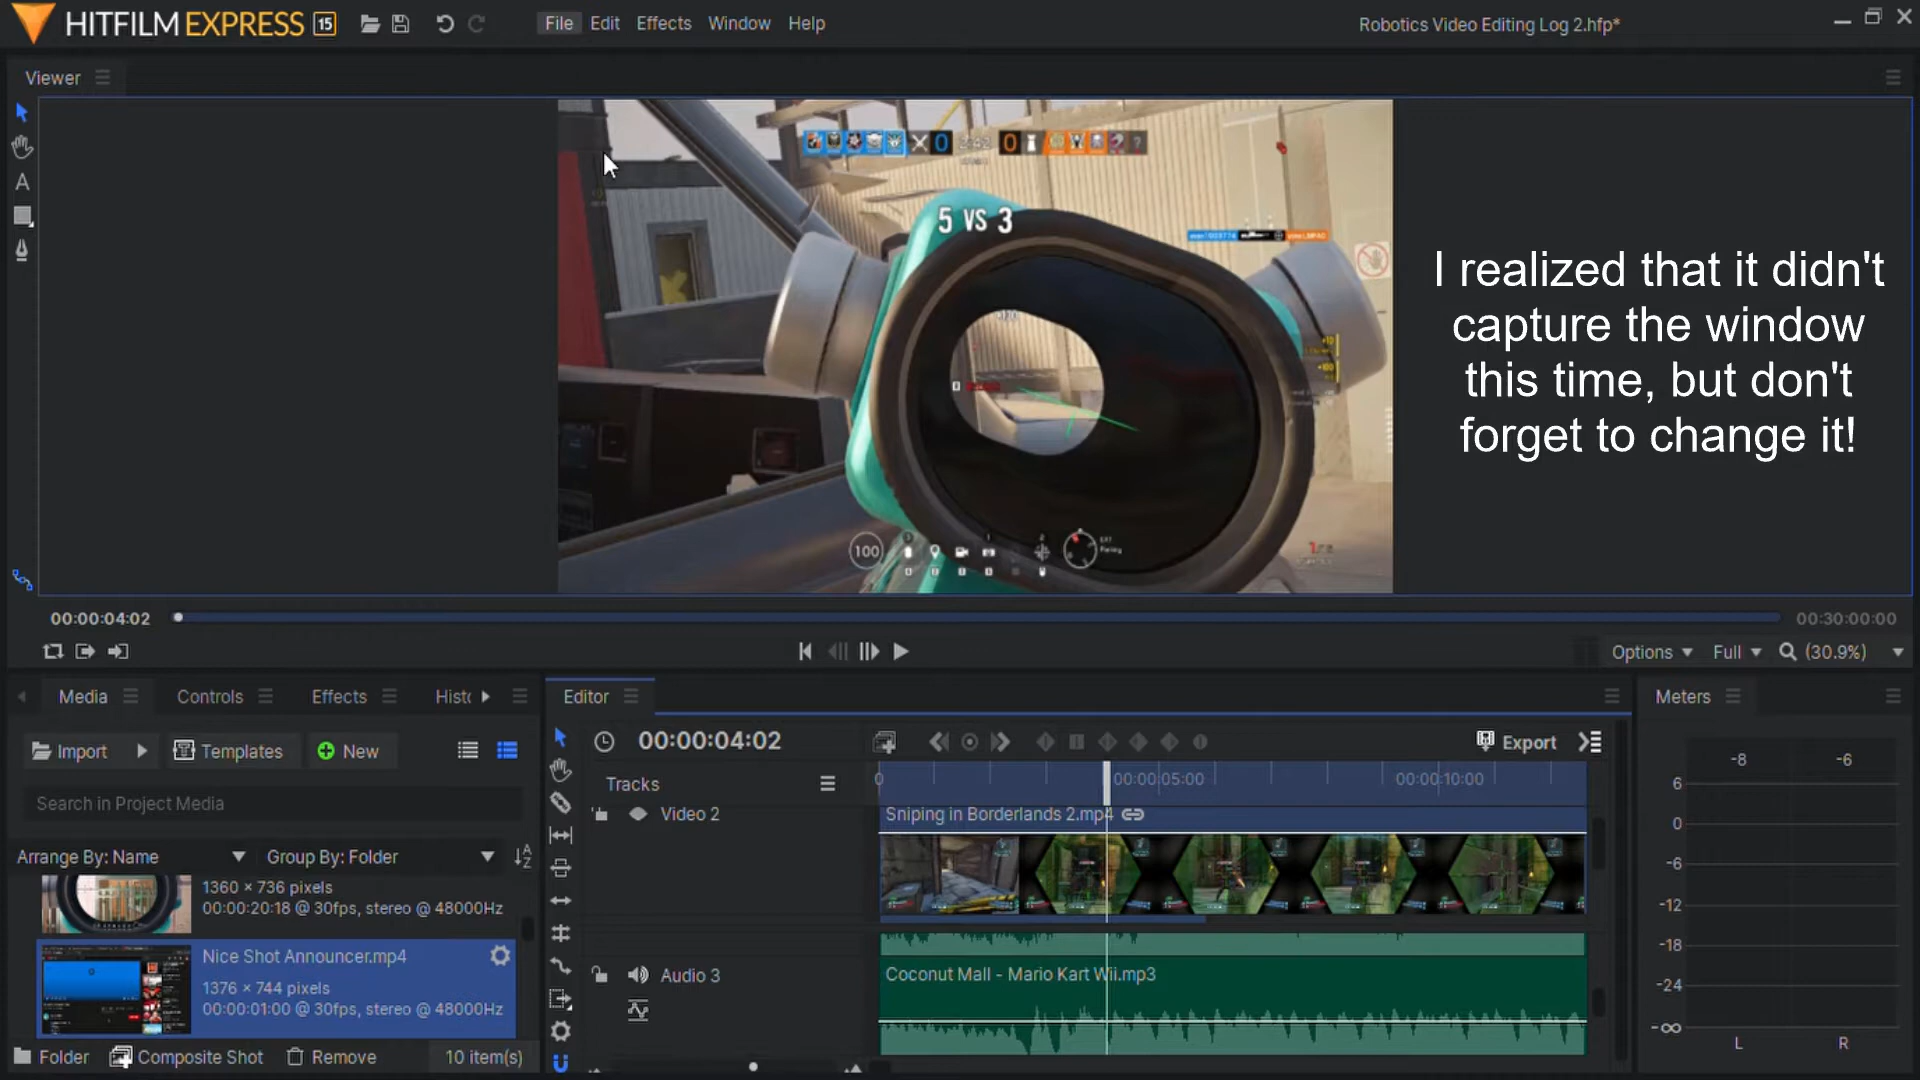 HITFILM EXPRESS 15
File Edit Effects Window Help
Robotics Video Editing Log 2.hfp*
Viewer
A
0 0 ?
5 VS 3
100
I realized that it didn't
capture the window
this time, but don't
forget to change it!
00:00:04:02
00:30:00:00
Options Full (30.9%)
Media Controls Effects Histo
Import Templates New
Search in Project Media
Arrange By: Name Group By: Folder
1360 × 736 pixels
00:00:20:18 @ 30fps, stereo @ 48000Hz
Nice Shot Announcer.mp4
1376 × 744 pixels
00:00:01:00 @ 30fps, stereo @ 48000Hz
Folder Composite Shot Remove 10 item(s)
Editor
00:00:04:02
Export
Tracks
0 00:00:05:00 00:00:10:00
Video 2
Sniping in Borderlands 2.mp4
Audio 3
Coconut Mall - Mario Kart Wii.mp3
Meters
-8 -6
6
0
-6
-12
-18
-24
-∞
L R